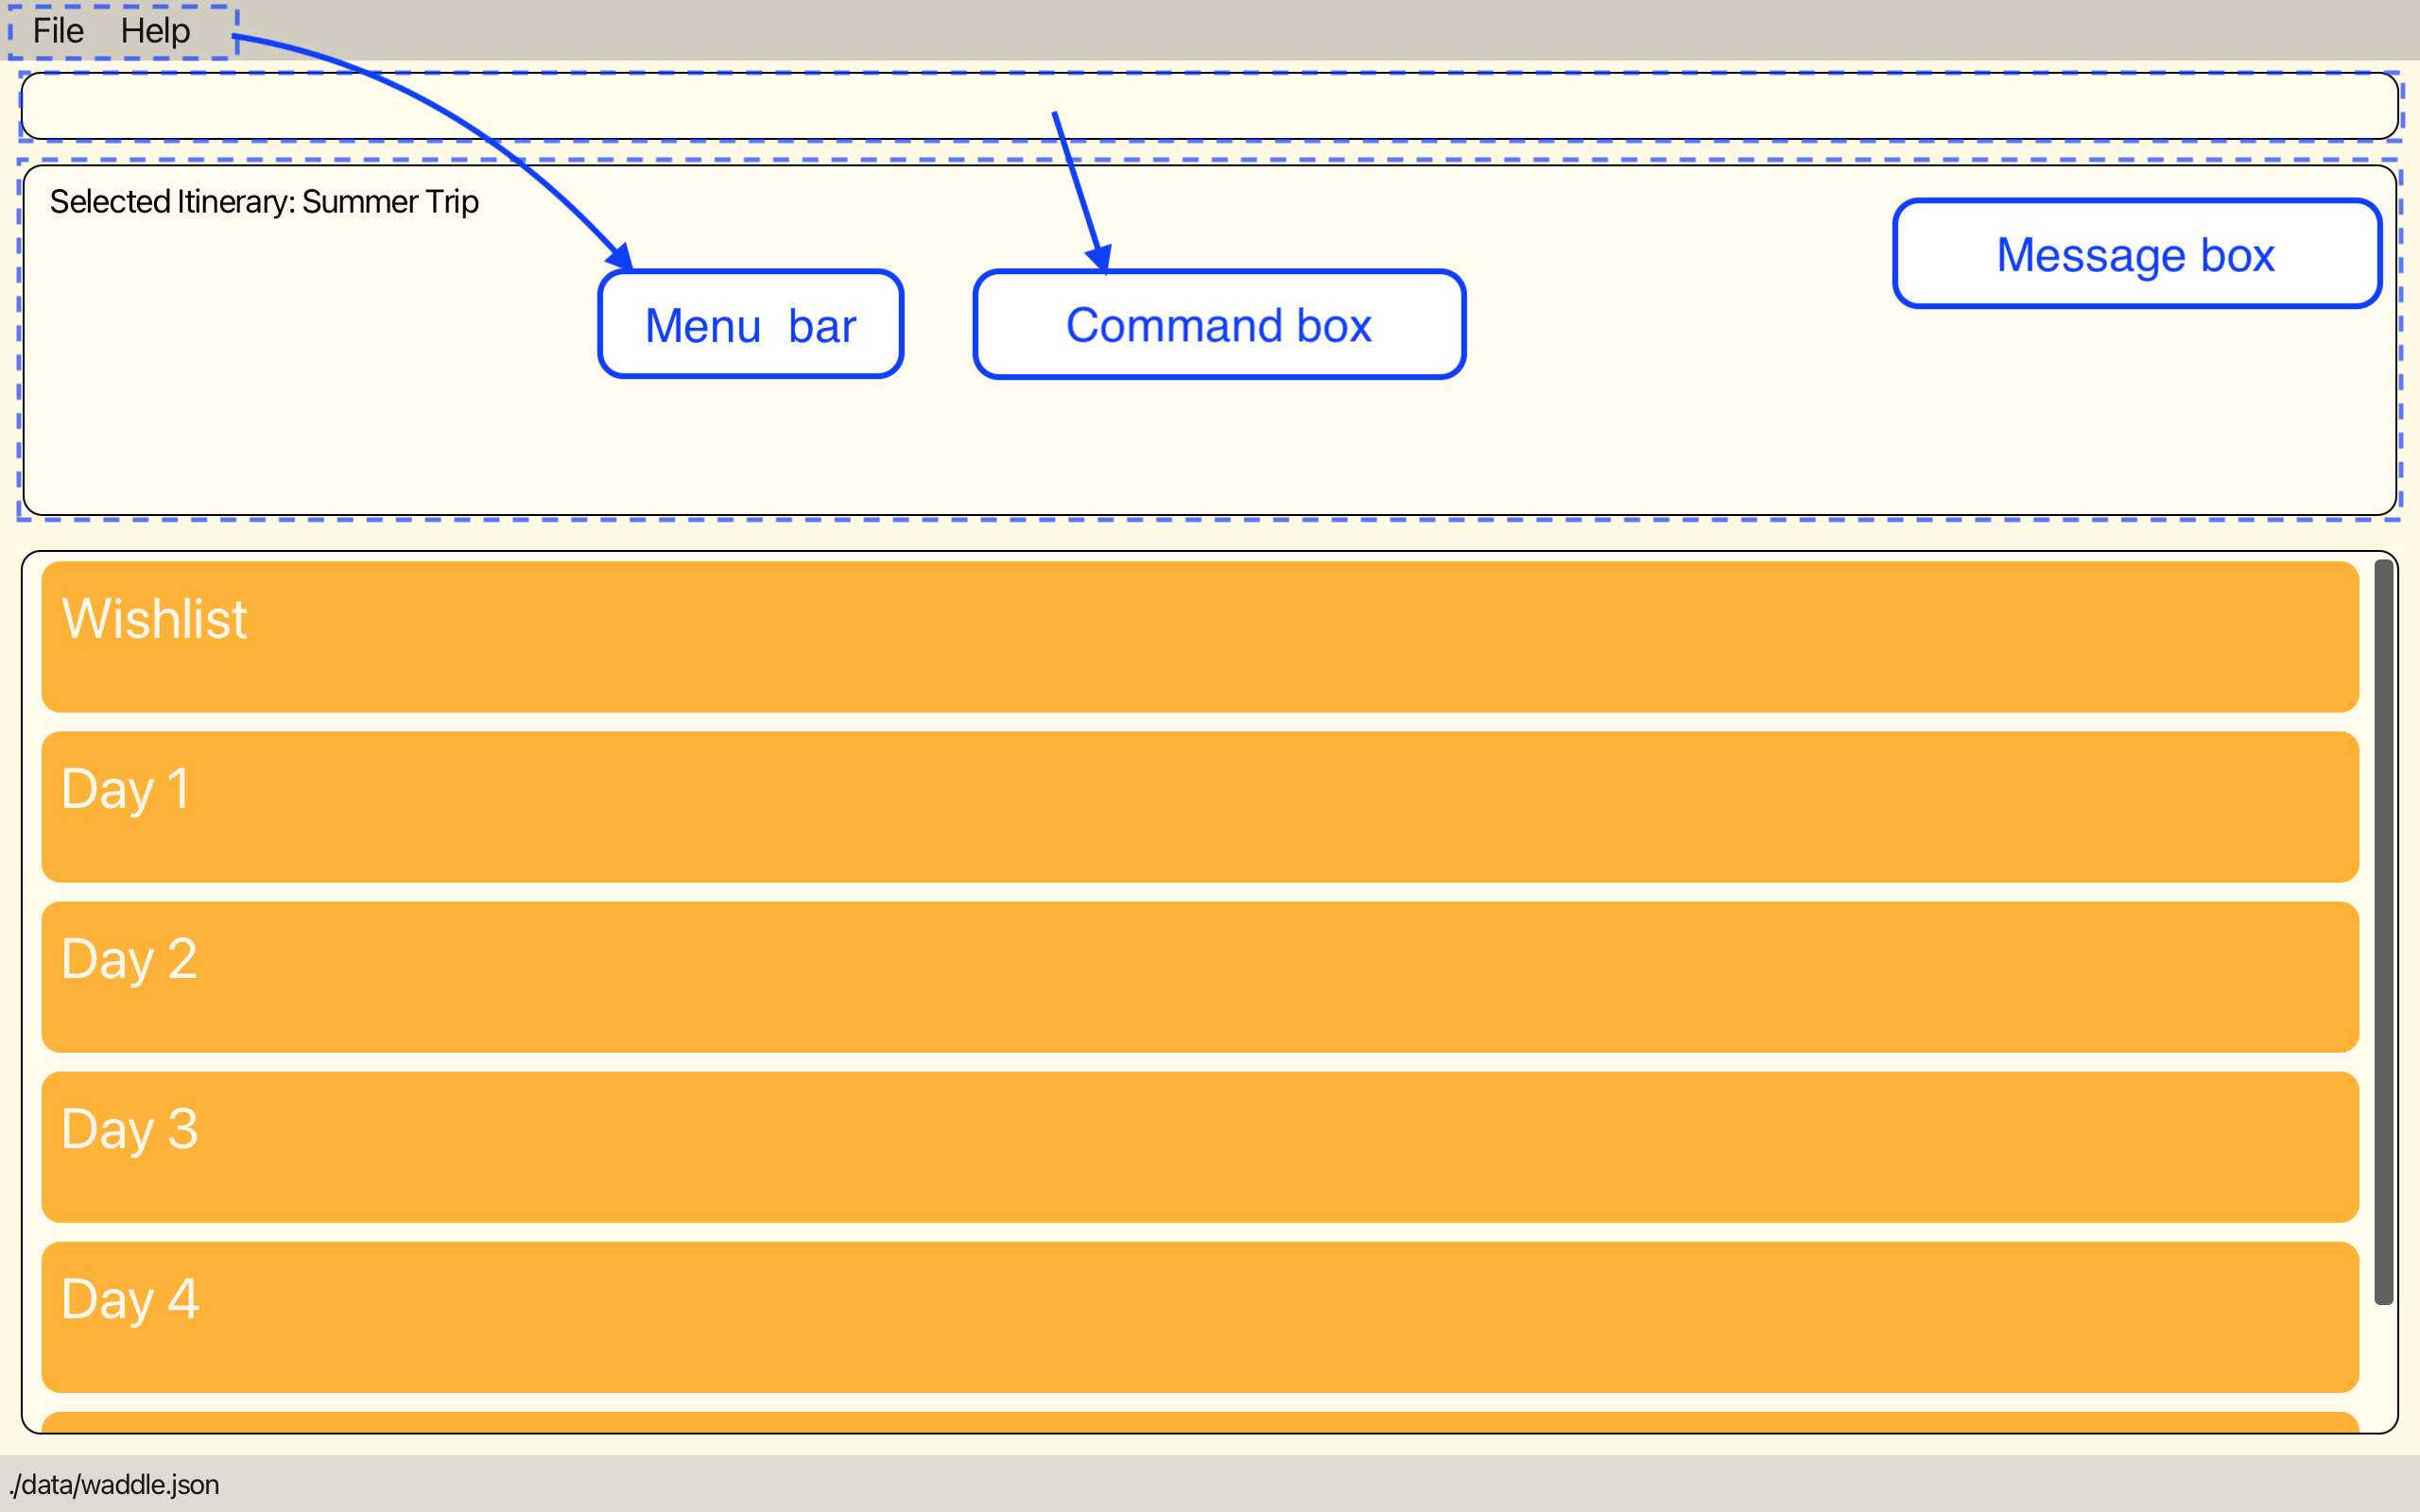 File Help
Selected Itinerary: Summer Trip
Message box
Menu bar
Command box
Wishlist
Day 1
Day 2
Day 3
Day 4
./data/waddle.json